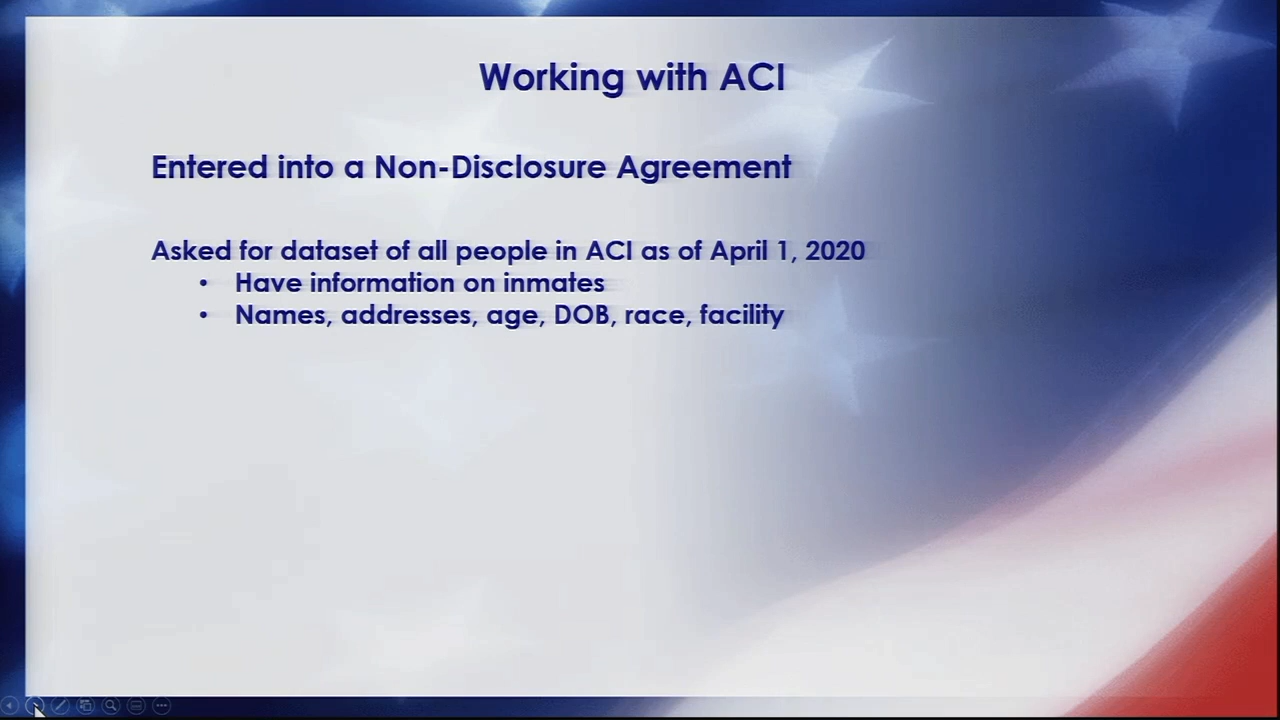 Working with ACI
Entered into a Non-Disclosure Agreement
Asked for dataset of all people in ACI as of April 1, 2020
• Have information on inmates
• Names, addresses, age, DOB, race, facility